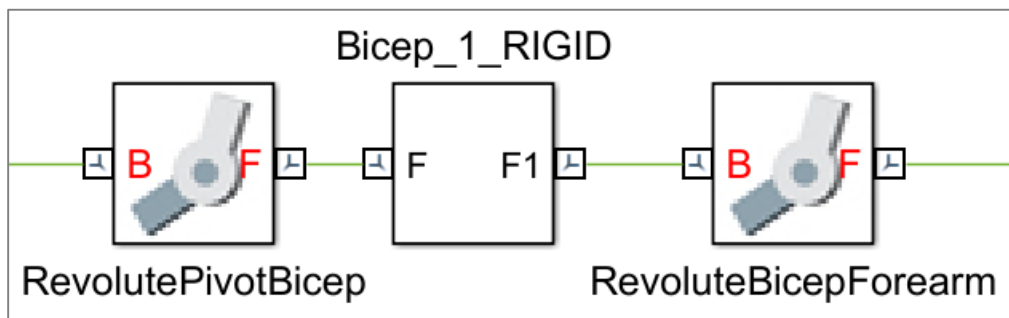 Bicep_1_RIGID
B F F F1 B F
RevolutePivotBicep RevoluteBicepForearm